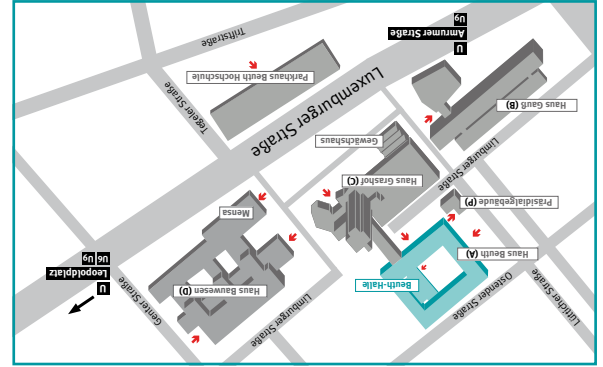 Genter Straße
Limburger Straße
Ostender Straße
Lütticher Straße
Haus Bauwesen (D)
Beuth-Halle
U
Leopoldplatz
U6 U9
Haus Beuth (A)
Mensa
Präsidialgebäude (P)
Haus Grashof (C)
Limburger Straße
Gewächshaus
Luxemburger Straße
Haus Gauß (B)
Tegeler Straße
Parkhaus Beuth Hochschule
U
Amrumer Straße
U9
Triftstraße